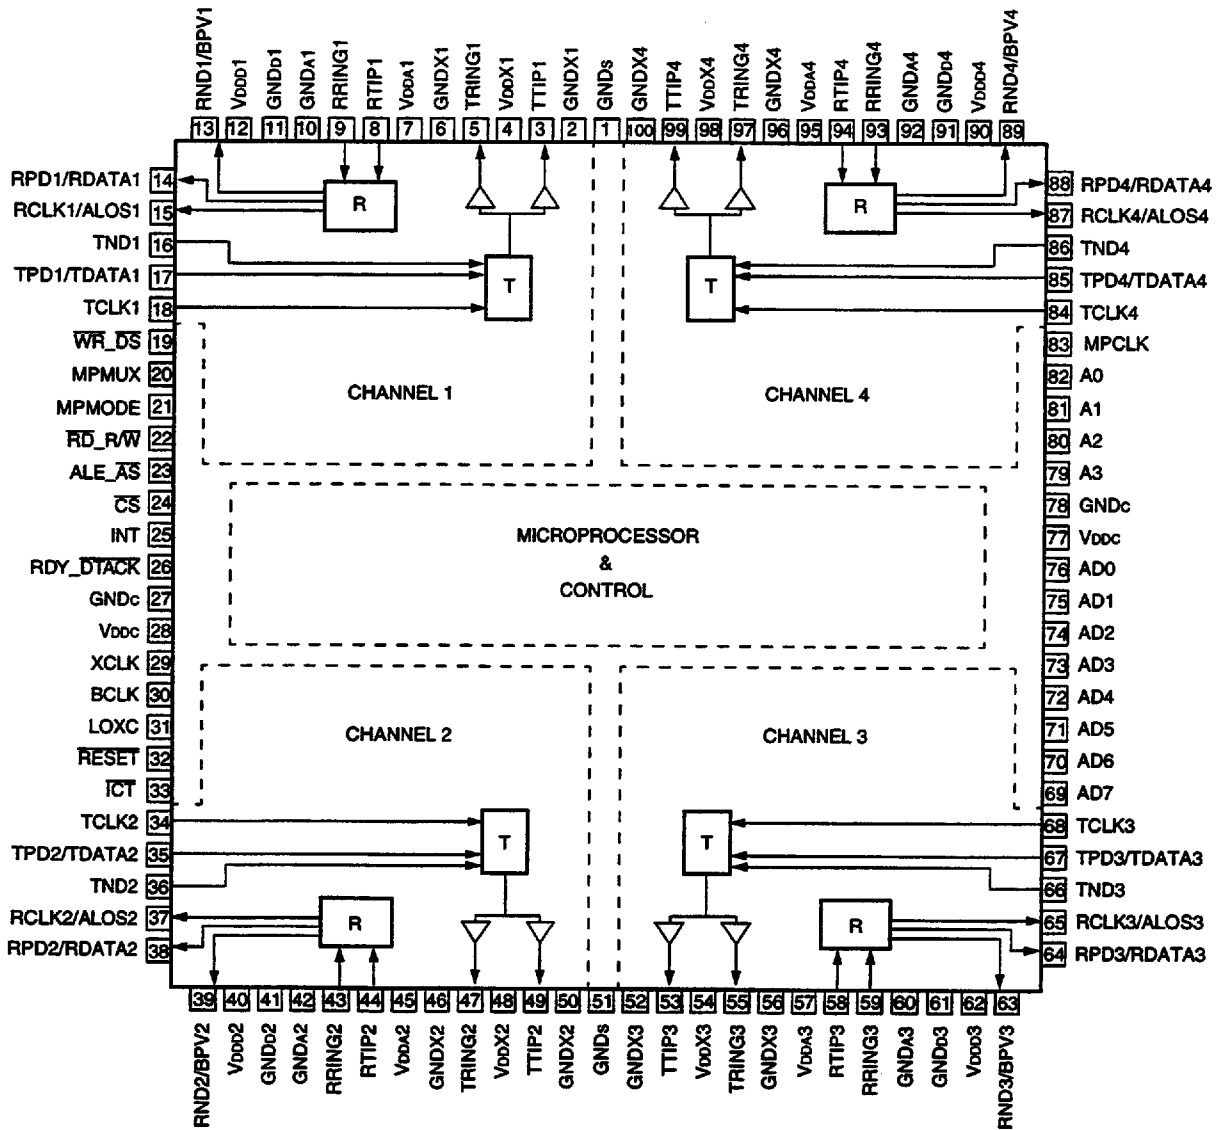 RND1/BPV1
VDDD1
GNDD1
GNDA1
RRING1
RTIP1
VDDA1
GNDX1
TRING1
VDDX1
TTIP1
GNDX1
GNDS
GNDX4
TTIP4
VDDX4
TRING4
GNDX4
VDDA4
RTIP4
RRING4
GNDA4
GNDD4
VDDD4
RND4/BPV4
13 12 11 10 9 8 7 6 5 4 3 2 1 100 99 98 97 96 95 94 93 92 91 90 89
RPD1/RDATA1 14
RCLK1/ALOS1 15
TND1 16
TPD1/TDATA1 17
TCLK1 18
WR_DS 19
MPMUX 20
MPMODE 21
RD_R/W 22
ALE_AS 23
CS 24
INT 25
RDY_DTACK 26
GNDC 27
VDDC 28
XCLK 29
BCLK 30
LOXC 31
RESET 32
ICT 33
TCLK2 34
TPD2/TDATA2 35
TND2 36
RCLK2/ALOS2 37
RPD2/RDATA2 38
R
T
CHANNEL 1
R
T
CHANNEL 4
MICROPROCESSOR
&
CONTROL
CHANNEL 2
T
R
CHANNEL 3
T
R
88 RPD4/RDATA4
87 RCLK4/ALOS4
86 TND4
85 TPD4/TDATA4
84 TCLK4
83 MPCLK
82 A0
81 A1
80 A2
79 A3
78 GNDC
77 VDDC
76 AD0
75 AD1
74 AD2
73 AD3
72 AD4
71 AD5
70 AD6
69 AD7
68 TCLK3
67 TPD3/TDATA3
66 TND3
65 RCLK3/ALOS3
64 RPD3/RDATA3
39 40 41 42 43 44 45 46 47 48 49 50 51 52 53 54 55 56 57 58 59 60 61 62 63
RND2/BPV2
VDDD2
GNDD2
GNDA2
RRING2
RTIP2
VDDA2
GNDX2
TRING2
VDDX2
TTIP2
GNDX2
GNDS
GNDX3
TTIP3
VDDX3
TRING3
GNDX3
VDDA3
RTIP3
RRING3
GNDA3
GNDD3
VDDD3
RND3/BPV3